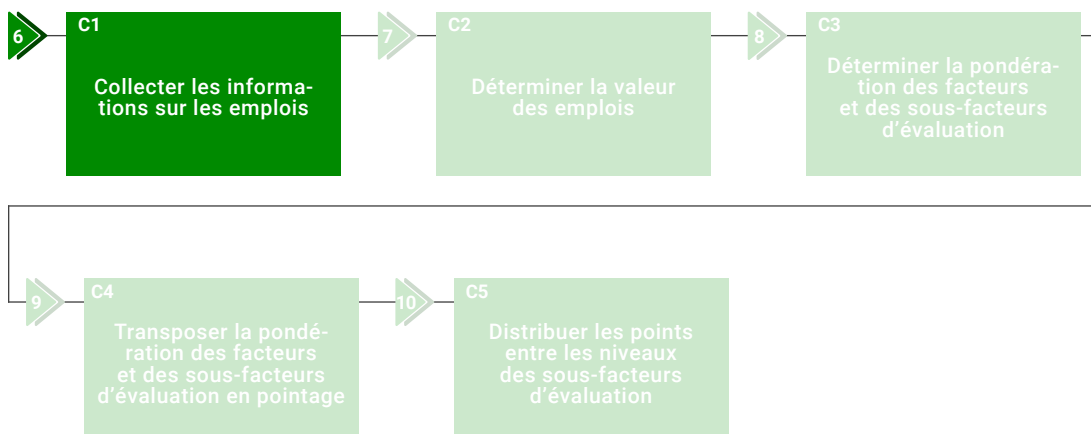 6
C1
Collecter les informa-
tions sur les emplois
7
C2
Déterminer la valeur
des emplois
8
C3
Déterminer la pondéra-
tion des facteurs
et des sous-facteurs
d’évaluation
9
C4
Transposer la pondé-
ration des facteurs
et des sous-facteurs
d’évaluation en pointage
10
C5
Distribuer les points
entre les niveaux
des sous-facteurs
d’évaluation